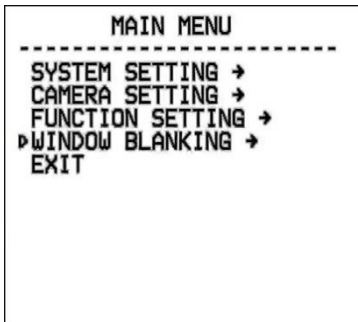 MAIN MENU
SYSTEM SETTING →
CAMERA SETTING →
FUNCTION SETTING →
WINDOW BLANKING →
EXIT